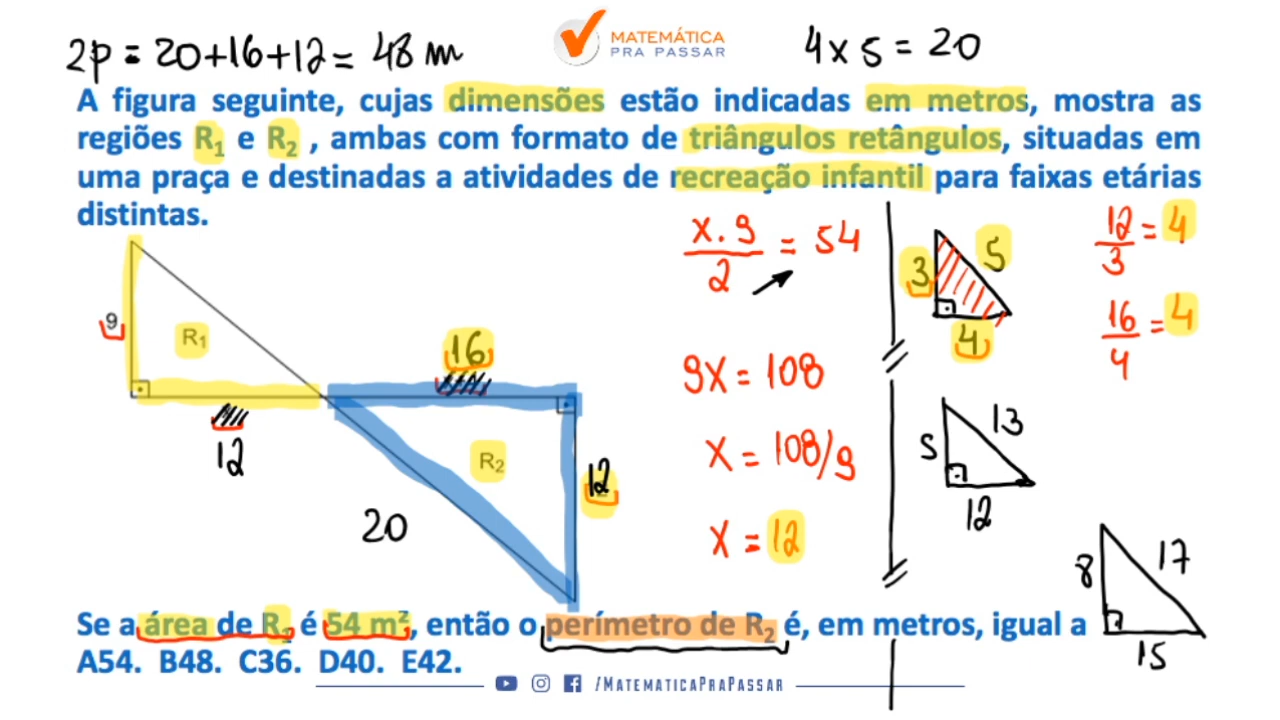 2p = 20+16+12 = 48 m
MATEMÁTICA
PRA PASSAR
4 x 5 = 20
A figura seguinte, cujas dimensões estão indicadas em metros, mostra as
regiões R₁ e R₂ , ambas com formato de triângulos retângulos, situadas em
uma praça e destinadas a atividades de recreação infantil para faixas etárias
distintas.
9
R₁
12
16
R₂
12
20
x . 9
2
= 54
9x = 108
x = 108/9
x = 12
3
5
4
12
3
= 4
16
4
= 4
5
13
12
8
17
15
Se a área de R₁ é 54 m², então o perímetro de R₂ é, em metros, igual a
A54. B48. C36. D40. E42.
/MATEMATICAPRAPASSAR